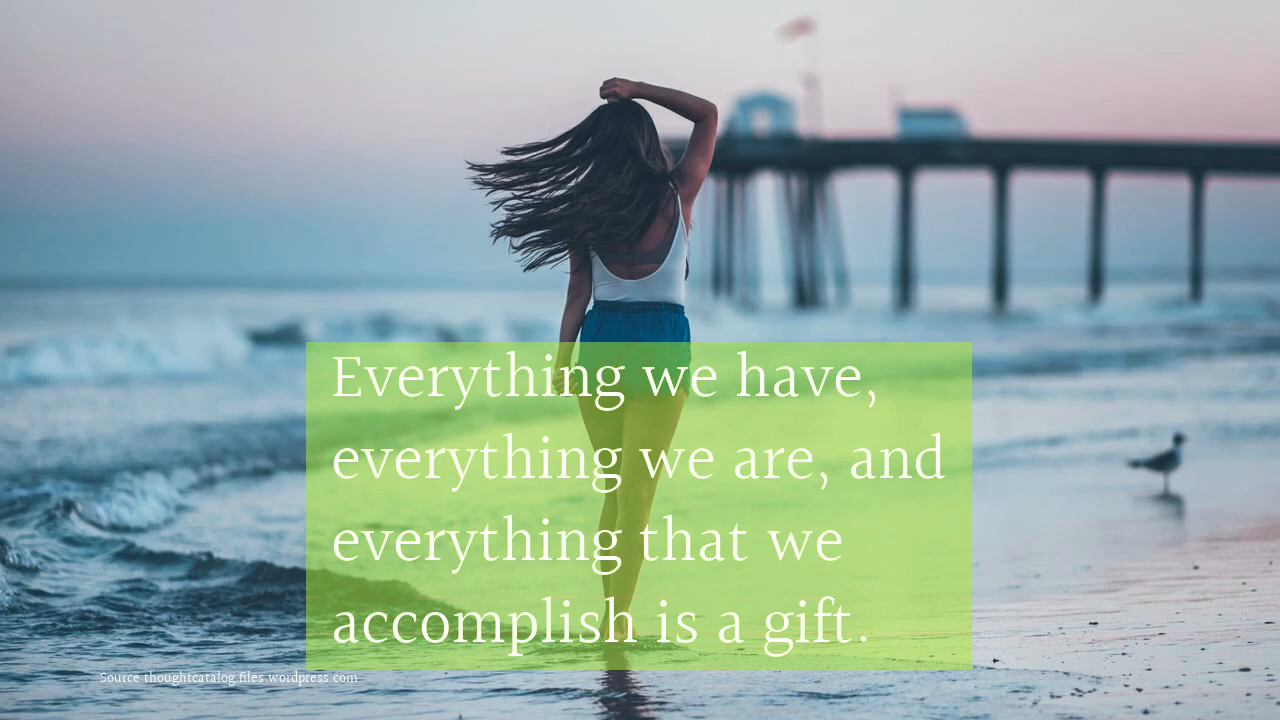 Everything we have,
everything we are, and
everything that we
accomplish is a gift.
Source thoughtcatalog files wordpress com